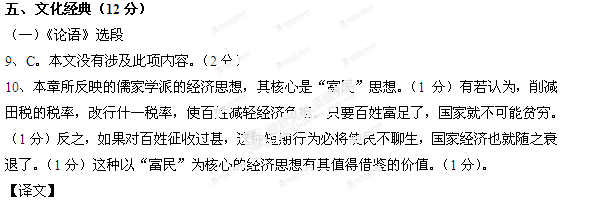 五、文化经典（12 分）
（一）《论语》选段
9、C。本文没有涉及此项内容。（2 分）
10、本章所反映的儒家学派的经济思想，其核心是“富民”思想。（1 分）有若认为，削减
田税的税率，改行什一税率，使百姓减轻经济负担，只要百姓富足了，国家就不可能贫穷。
（1 分）反之，如果对百姓征收过甚，这种短期行为必将使民不聊生，国家经济也就随之衰
退了。（1 分）这种以“富民”为核心的经济思想有其值得借鉴的价值。（1 分）。
【译文】